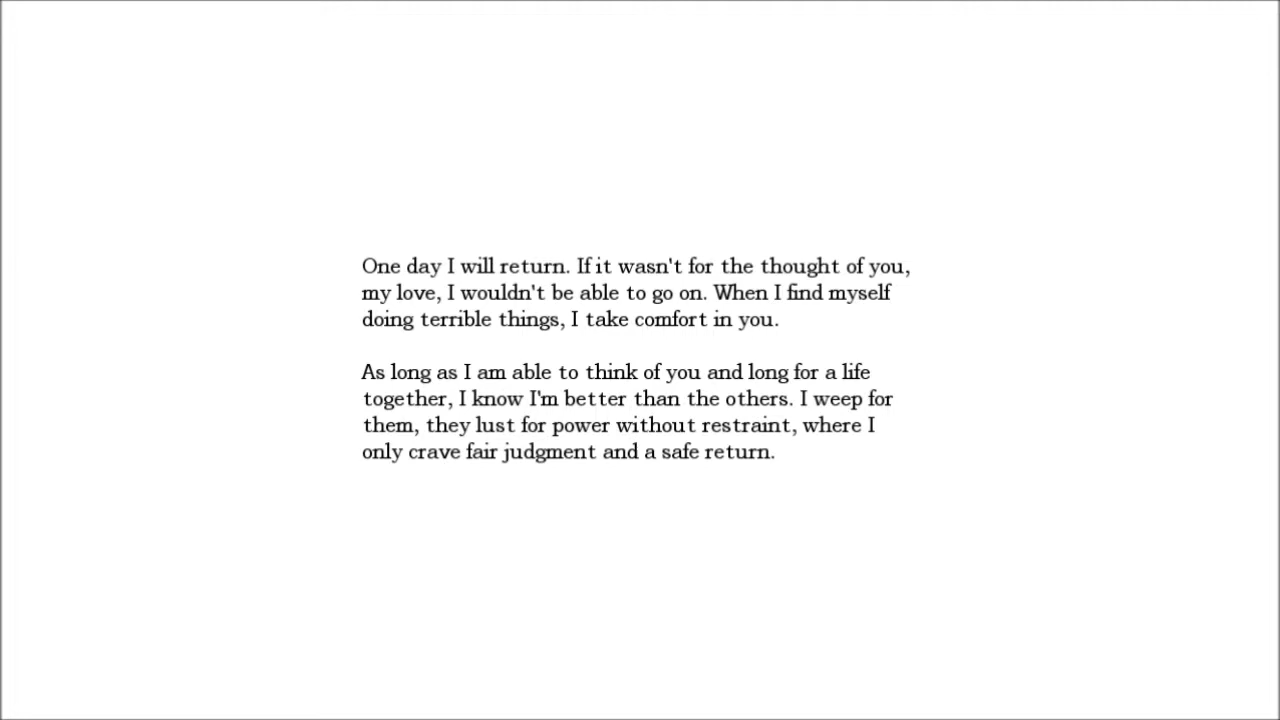 One day I will return. If it wasn't for the thought of you,
my love, I wouldn't be able to go on. When I find myself
doing terrible things, I take comfort in you.
As long as I am able to think of you and long for a life
together, I know I'm better than the others. I weep for
them, they lust for power without restraint, where I
only crave fair judgment and a safe return.